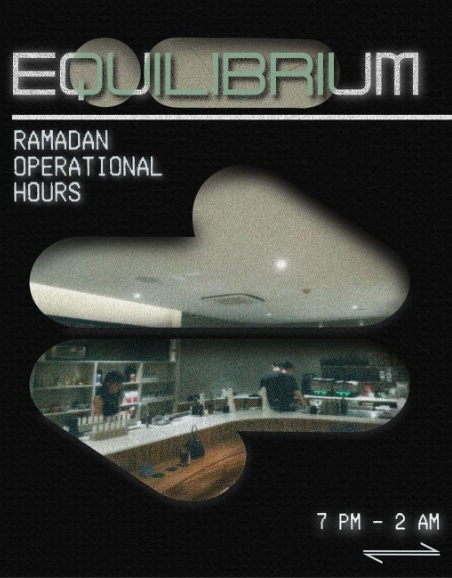 EQUILIBRIUM
RAMADAN
OPERATIONAL
HOURS
7 PM - 2 AM